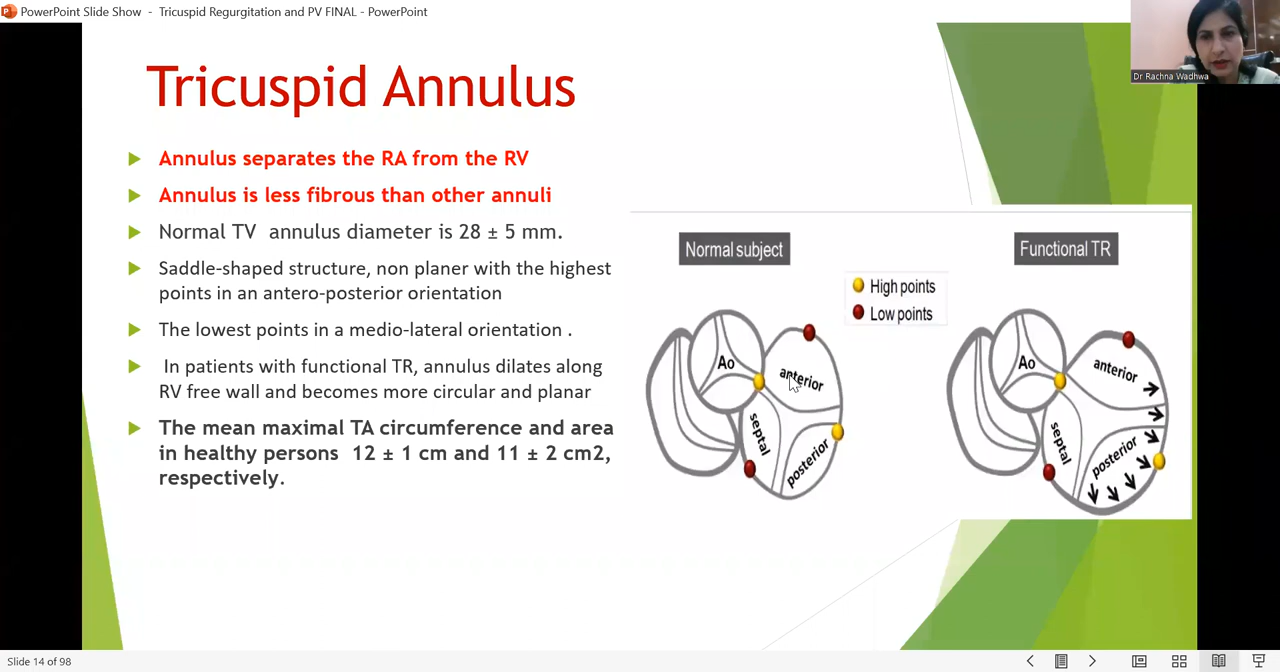 PowerPoint Slide Show - Tricuspid Regurgitation and PV FINAL - PowerPoint
Dr Rachna Wadhwa
Tricuspid Annulus
Annulus separates the RA from the RV
Annulus is less fibrous than other annuli
Normal TV annulus diameter is 28 ± 5 mm.
Saddle-shaped structure, non planer with the highest
points in an antero-posterior orientation
The lowest points in a medio-lateral orientation .
In patients with functional TR, annulus dilates along
RV free wall and becomes more circular and planar
The mean maximal TA circumference and area
in healthy persons 12 ± 1 cm and 11 ± 2 cm2,
respectively.
Normal subject
High points
Low points
Functional TR
Ao
anterior
septal
posterior
Ao
anterior
septal
posterior
Slide 14 of 98